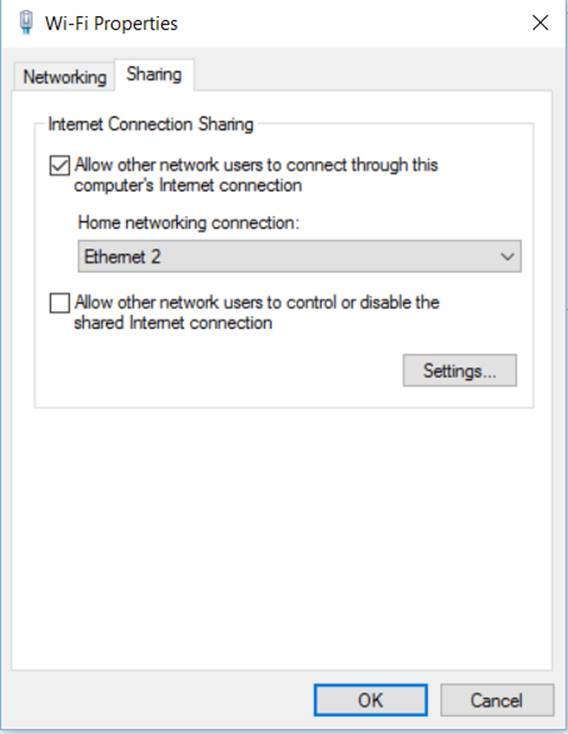 Wi-Fi Properties
Networking
Sharing
Internet Connection Sharing
Allow other network users to connect through this
computer's Internet connection
Home networking connection:
Ethernet 2
Allow other network users to control or disable the
shared Internet connection
Settings...
OK
Cancel